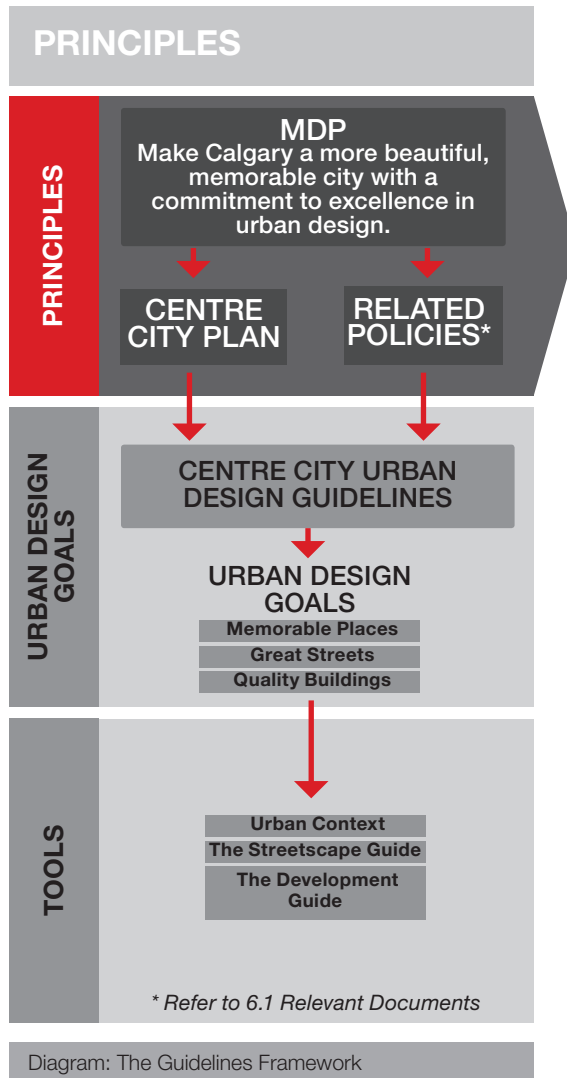 PRINCIPLES
PRINCIPLES
MDP
Make Calgary a more beautiful,
memorable city with a
commitment to excellence in
urban design.
CENTRE
CITY PLAN
RELATED
POLICIES*
URBAN DESIGN
GOALS
CENTRE CITY URBAN
DESIGN GUIDELINES
URBAN DESIGN
GOALS
Memorable Places
Great Streets
Quality Buildings
TOOLS
Urban Context
The Streetscape Guide
The Development
Guide
* Refer to 6.1 Relevant Documents
Diagram: The Guidelines Framework